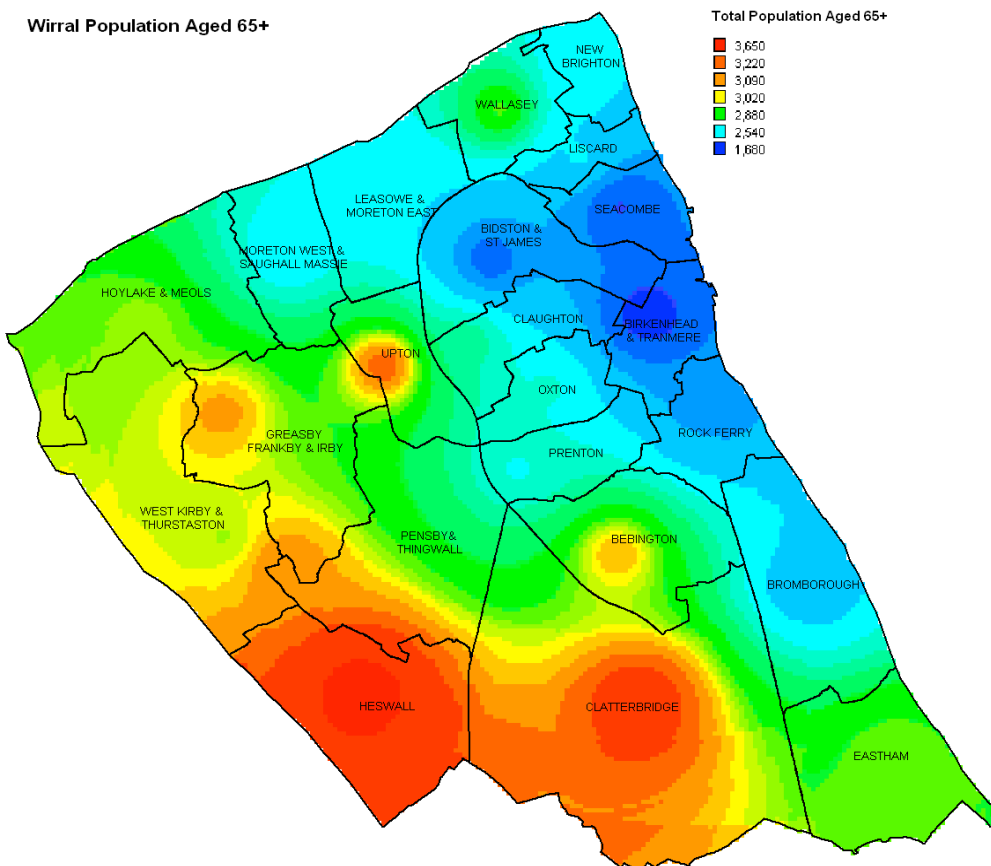 Wirral Population Aged 65+
Total Population Aged 65+
3,650
3,220
3,090
3,020
2,880
2,540
1,680
NEW
BRIGHTON
WALLASEY
LISCARD
LEASOWE &
MORETON EAST
SEACOMBE
BIDSTON &
ST JAMES
MORETON WEST &
SAUGHALL MASSIE
HOYLAKE & MEOLS
CLAUGHTON
BIRKENHEAD
& TRANMERE
UPTON
OXTON
GREASBY
FRANKBY & IRBY
ROCK FERRY
PRENTON
WEST KIRBY &
THURSTASTON
PENSBY &
THINGWALL
BEBINGTON
BROMBOROUGH
HESWALL
CLATTERBRIDGE
EASTHAM